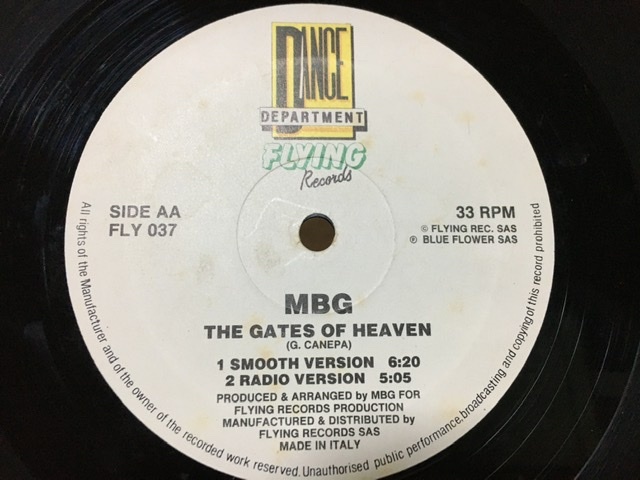 DANCE
DEPARTMENT
FLYING
Records
SIDE AA
FLY 037
33 RPM
© FLYING REC. SAS
℗ BLUE FLOWER SAS
MBG
THE GATES OF HEAVEN
(G. CANEPA)
1 SMOOTH VERSION 6:20
2 RADIO VERSION 5:05
PRODUCED & ARRANGED by MBG FOR
FLYING RECORDS PRODUCTION
MANUFACTURED & DISTRIBUTED by
FLYING RECORDS SAS
MADE IN ITALY
All rights of the Manufacturer and of the owner of the recorded work reserved. Unauthorised public performance, broadcasting and copying of this record prohibited